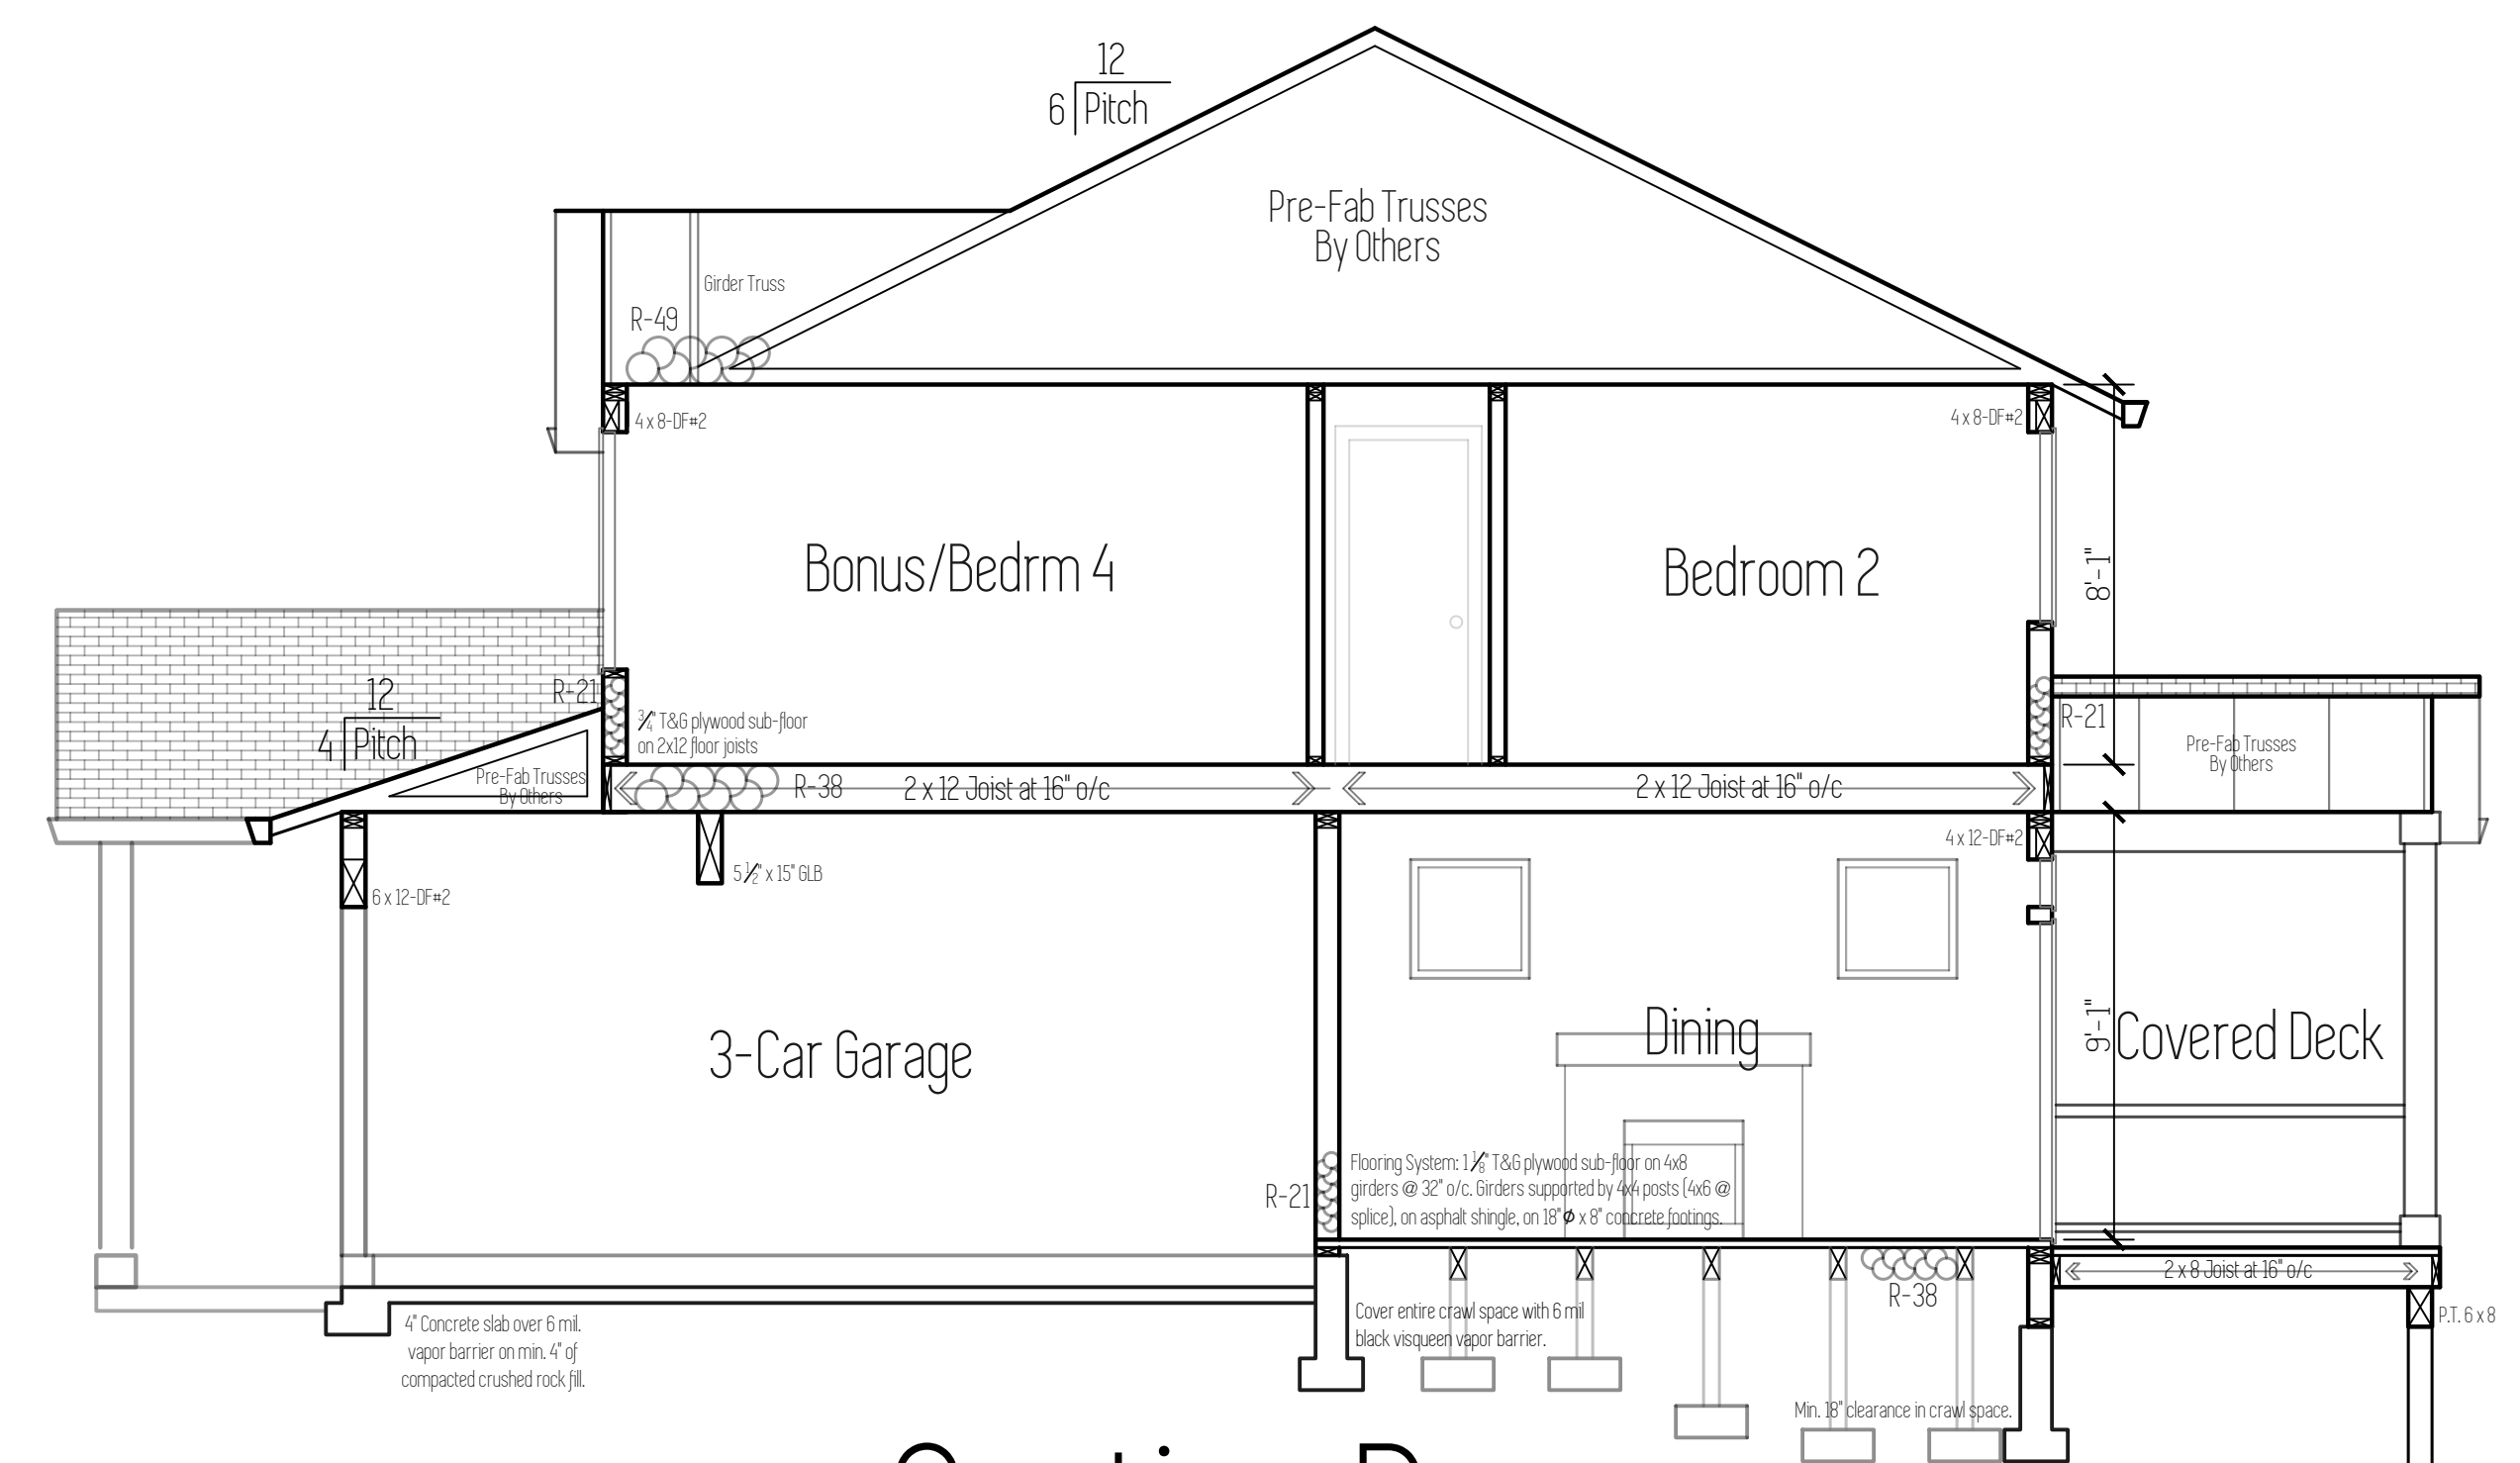 12
6 Pitch
Pre-Fab Trusses
By Others
Girder Truss
R-49
4 x 8-DF#2
4 x 8-DF#2
Bonus/Bedrm 4
Bedroom 2
8'-1"
12
4 Pitch
R-21
3/4" T&G plywood sub-floor
on 2x12 floor joists
R-21
Pre-Fab Trusses
By Others
Pre-Fab Trusses
By Others
R-38
2 x 12 Joist at 16" o/c
2 x 12 Joist at 16" o/c
4 x 12-DF#2
5 1/2" x 15" GLB
6 x 12-DF#2
3-Car Garage
Dining
9'-1"
Covered Deck
R-21
Flooring System: 1 1/8" T&G plywood sub-floor on 4x8
girders @ 32" o/c. Girders supported by 4x4 posts (4x6 @
splice), on asphalt shingle, on 18"Ø x 8" concrete footings.
2 x 8 Joist at 16" o/c
R-38
P.T. 6 x 8
4" Concrete slab over 6 mil.
vapor barrier on min. 4" of
compacted crushed rock fill.
Cover entire crawl space with 6 mil
black visqueen vapor barrier.
Min. 18" clearance in crawl space.